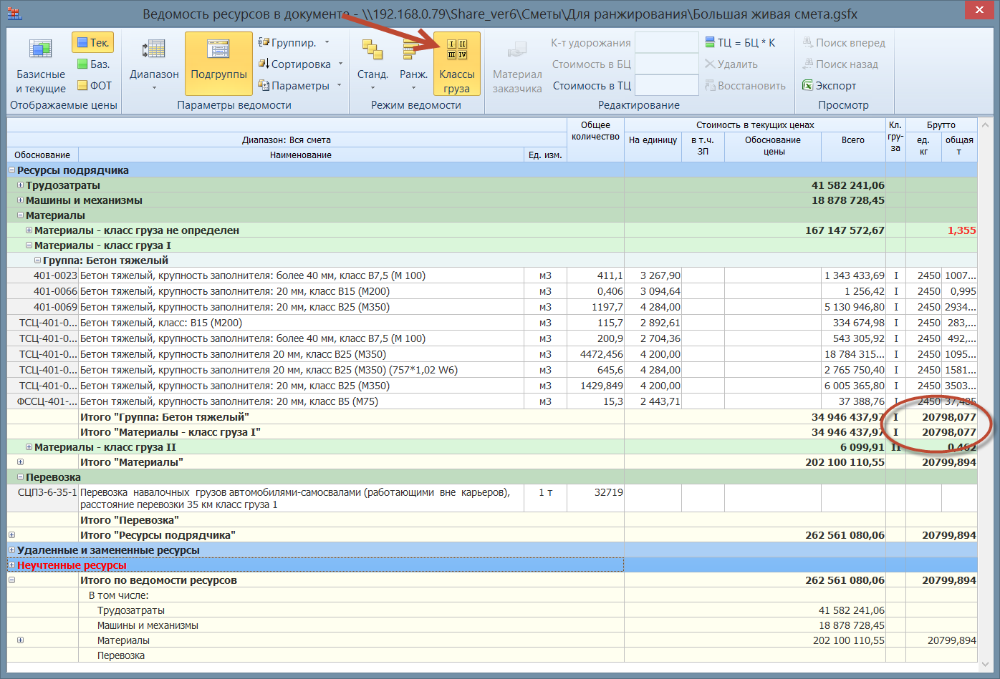 Ведомость ресурсов в документе - \\192.168.0.79\Share_ver6\Сметы\Для ранжирования\Большая живая смета.gsfx
Базисные и текущие
Тек.
Баз.
ФОТ
Отображаемые цены
Диапазон
Подгруппы
Группир.
Сортировка
Параметры
Параметры ведомости
Станд.
Ранж.
I II III IV
Классы груза
Режим ведомости
Материал заказчика
К-т удорожания
Стоимость в БЦ
Стоимость в ТЦ
ТЦ = БЦ * К
Удалить
Восстановить
Редактирование
Поиск вперед
Поиск назад
Экспорт
Просмотр
Диапазон: Вся смета
Обоснование Наименование Ед. изм.
Общее количество
Стоимость в текущих ценах
На единицу в т.ч. ЗП Обоснование цены Всего
Кл. гру-за
Брутто
ед. кг общая т
Ресурсы подрядчика
Трудозатраты 41 582 241,06
Машины и механизмы 18 878 728,45
Материалы
Материалы - класс груза не определен 167 147 572,67 1,355
Материалы - класс груза I
Группа: Бетон тяжелый
401-0023 Бетон тяжелый, крупность заполнителя: более 40 мм, класс В7,5 (М 100) м3 411,1 3 267,90 1 343 433,69 I 2450 1007...
401-0066 Бетон тяжелый, крупность заполнителя: 20 мм, класс В15 (М200) м3 0,406 3 094,64 1 256,42 I 2450 0,995
401-0069 Бетон тяжелый, крупность заполнителя: 20 мм, класс В25 (М350) м3 1197,7 4 284,00 5 130 946,80 I 2450 2934...
ТСЦ-401-0... Бетон тяжелый, класс: В15 (М200) м3 115,7 2 892,61 334 674,98 I 2450 283,...
ТСЦ-401-0... Бетон тяжелый, крупность заполнителя: более 40 мм, класс В7,5 (М 100) м3 200,9 2 704,36 543 305,92 I 2450 492,...
ТСЦ-401-0... Бетон тяжелый, крупность заполнителя 20 мм, класс В25 (М350) м3 4472,456 4 200,00 18 784 315... I 2450 1095...
ТСЦ-401-0... Бетон тяжелый, крупность заполнителя 20 мм, класс В25 (М350) (757*1,02 W6) м3 645,6 4 284,00 2 765 750,40 I 2450 1581...
ТСЦ-401-0... Бетон тяжелый, крупность заполнителя: 20 мм, класс В25 (М350) м3 1429,849 4 200,00 6 005 365,80 I 2450 3503...
ФССЦ-401-... Бетон тяжелый, крупность заполнителя: 20 мм, класс В5 (М75) м3 15,3 2 443,71 37 388,76 I 2450 37,485
Итого "Группа: Бетон тяжелый" 34 946 437,97 I 20798,077
Итого "Материалы - класс груза I" 34 946 437,97 I 20798,077
Материалы - класс груза II 6 099,91 II 0,462
Итого "Материалы" 202 100 110,55 20799,894
Перевозка
СЦПЗ-6-35-1 Перевозка навалочных грузов автомобилями-самосвалами (работающими вне карьеров), 1 т 32719
расстояние перевозки 35 км класс груза 1
Итого "Перевозка"
Итого "Ресурсы подрядчика" 262 561 080,06 20799,894
Удаленные и замененные ресурсы
Неучтенные ресурсы
Итого по ведомости ресурсов 262 561 080,06 20799,894
В том числе:
Трудозатраты 41 582 241,06
Машины и механизмы 18 878 728,45
Материалы 202 100 110,55 20799,894
Перевозка